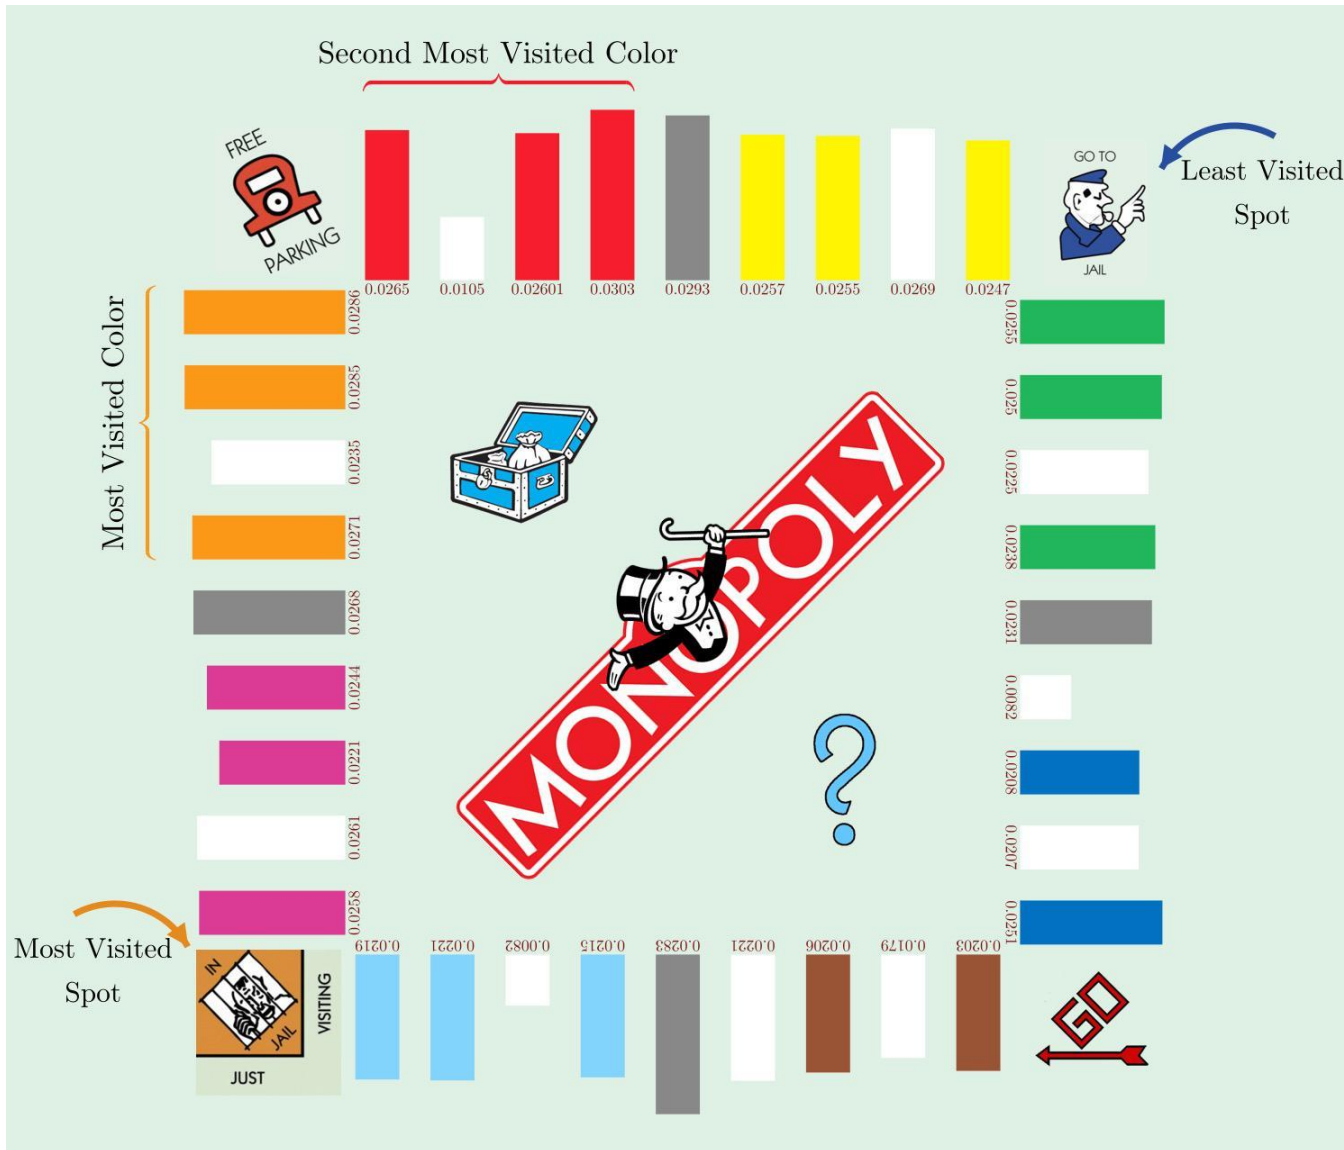 Second Most Visited Color
FREE
PARKING
GO TO
JAIL
Least Visited
Spot
0.0265 0.0105 0.02601 0.0303 0.0293 0.0257 0.0255 0.0269 0.0247
Most Visited Color
0.0286
0.0285
0.0235
0.0271
0.0268
0.0244
0.0221
0.0261
0.0258
0.0255
0.025
0.0225
0.0238
0.0231
0.0082
0.0208
0.0207
0.0251
MONOPOLY
?
Most Visited
Spot
IN
JAIL
VISITING
JUST
0.0219 0.0221 0.0082 0.0215 0.0283 0.0221 0.0206 0.0179 0.0203
GO